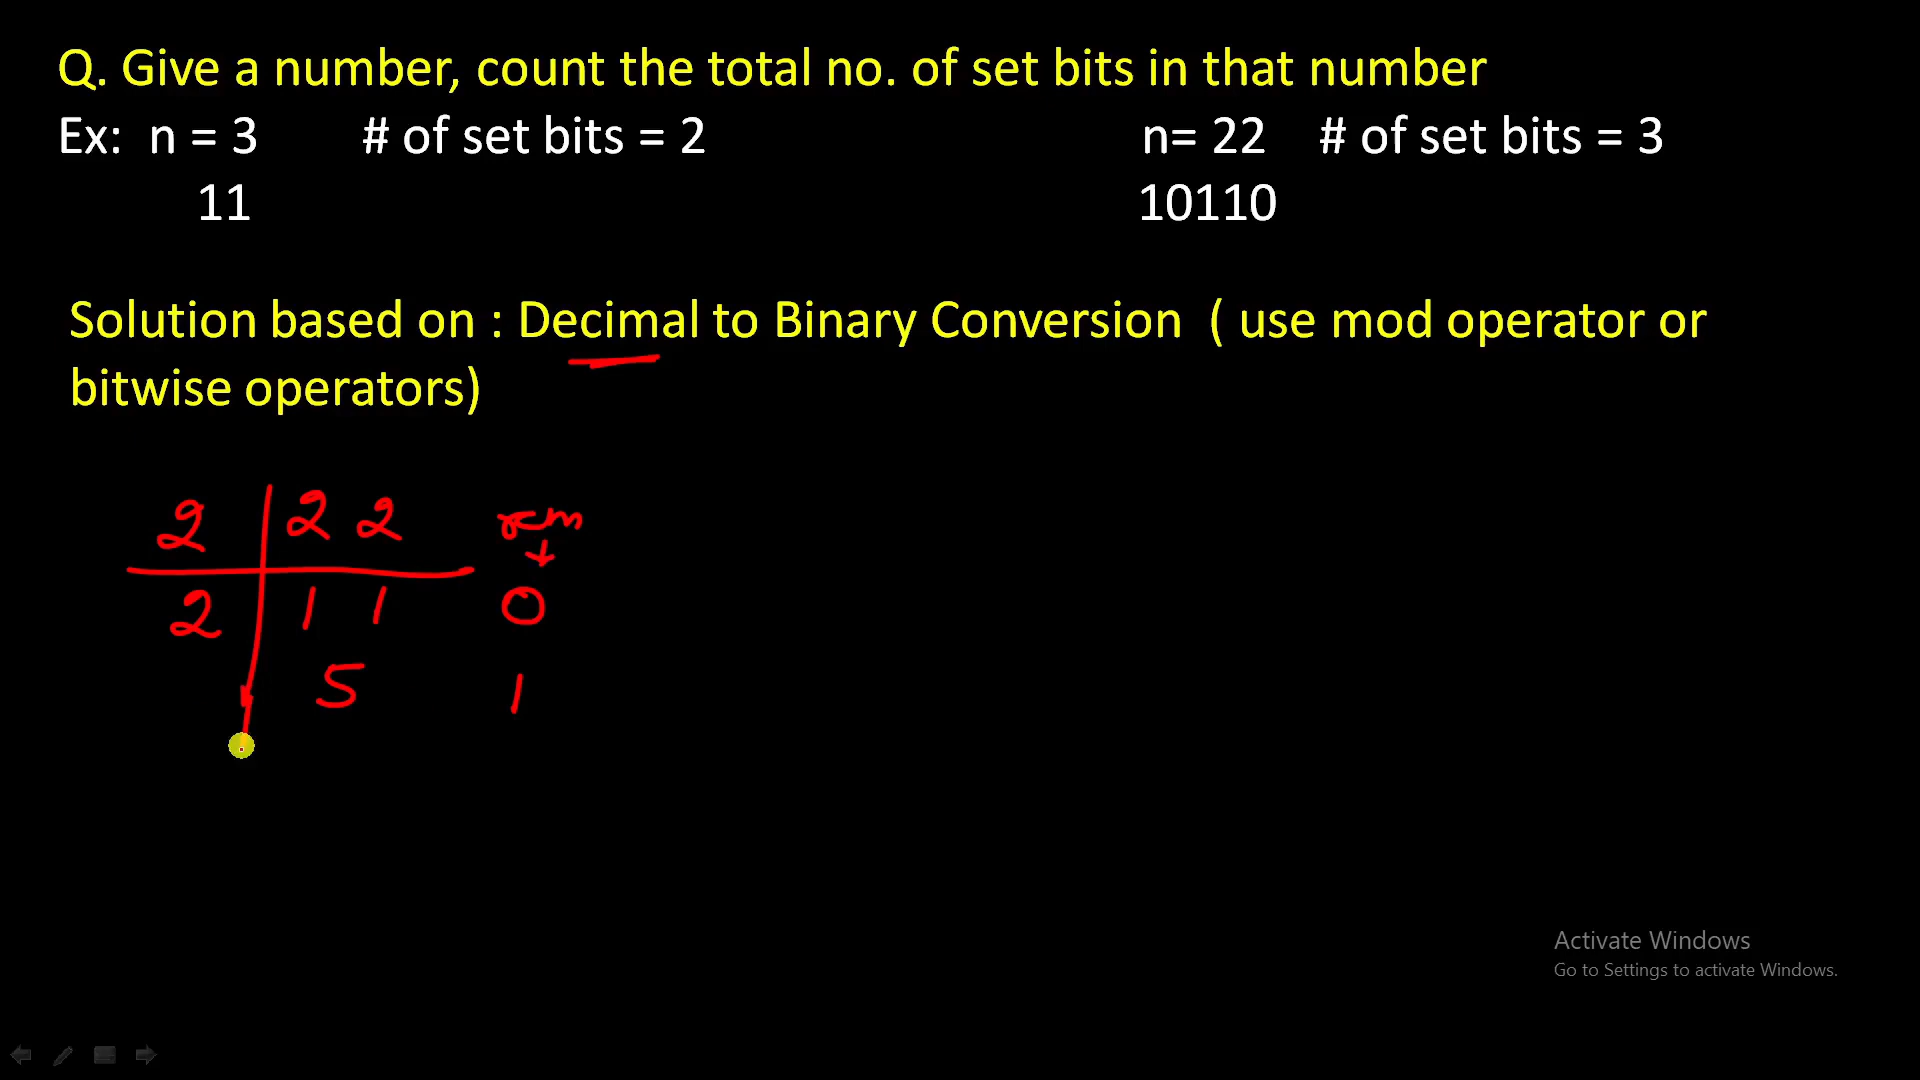 Q. Give a number, count the total no. of set bits in that number
Ex: n = 3 # of set bits = 2 n= 22 # of set bits = 3
11 10110
Solution based on : Decimal to Binary Conversion ( use mod operator or
bitwise operators)
2 22 rem
2 11 0
5 1
Activate Windows
Go to Settings to activate Windows.